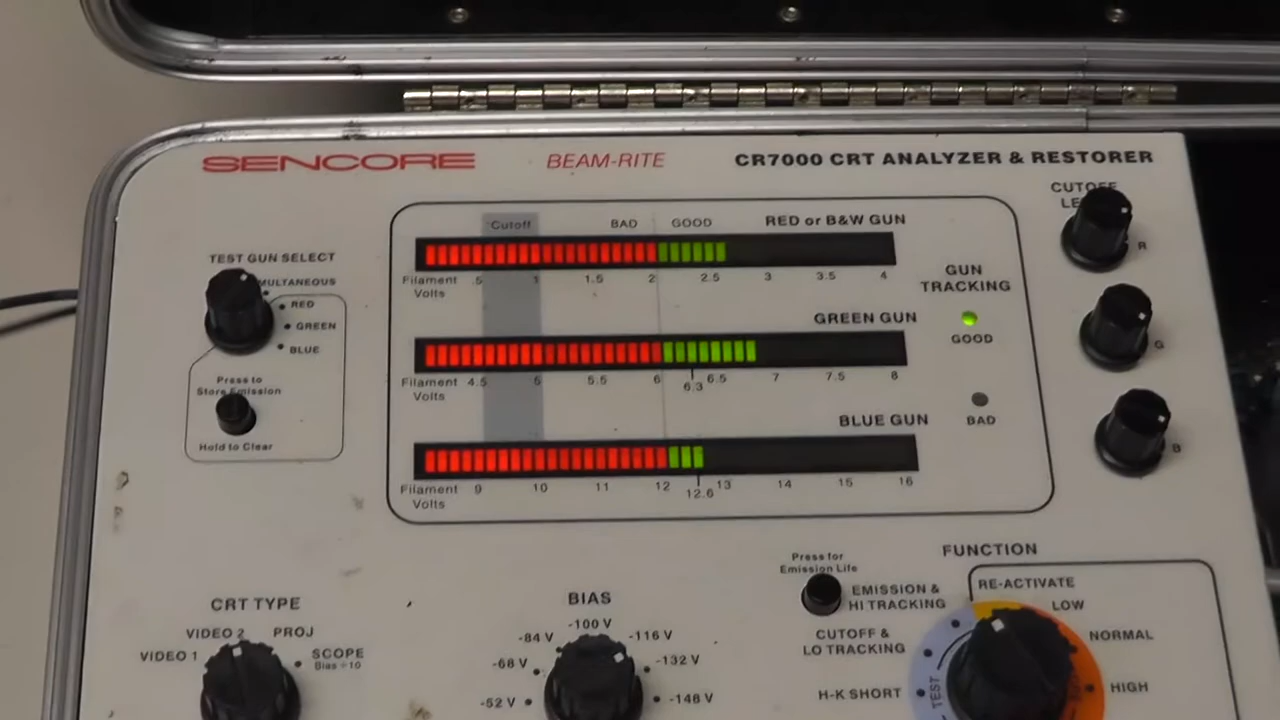 SENCORE BEAM-RITE CR7000 CRT ANALYZER & RESTORER
CUTOFF
R
G
B
TEST GUN SELECT
RED
GREEN
BLUE
Press to
Store Emission
Hold to Clear
Cutoff BAD GOOD RED or B&W GUN
Filament
Volts
.5 1 1.5 2 2.5 3 3.5 4
GREEN GUN
Filament
Volts
4.5 5 5.5 6 6.3 6.5 7 7.5 8
BLUE GUN
Filament
Volts
9 10 11 12 12.6 13 14 15 16
GUN
TRACKING
GOOD
BAD
CRT TYPE
VIDEO 1
VIDEO 2
PROJ
SCOPE
Bias ÷10
BIAS
-52 V
-68 V
-84 V
-100 V
-116 V
-132 V
-148 V
Press for
Emission Life
FUNCTION
EMISSION &
HI TRACKING
CUTOFF &
LO TRACKING
H-K SHORT
TEST
RE-ACTIVATE
LOW
NORMAL
HIGH